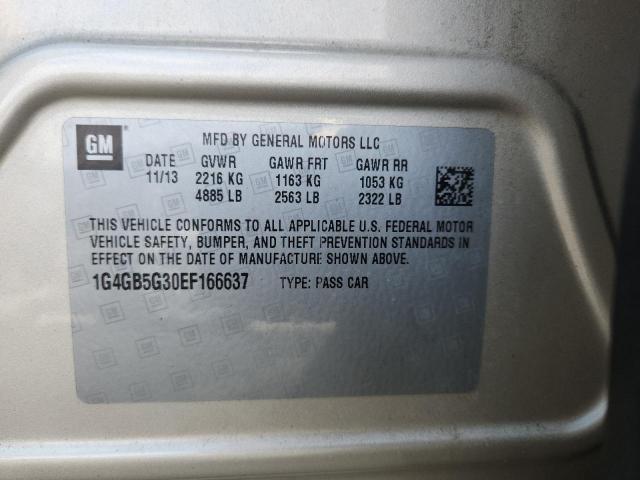 GM MFD BY GENERAL MOTORS LLC
DATE GVWR GAWR FRT GAWR RR
11/13 2216 KG 1163 KG 1053 KG
4885 LB 2563 LB 2322 LB
THIS VEHICLE CONFORMS TO ALL APPLICABLE U.S. FEDERAL MOTOR
VEHICLE SAFETY, BUMPER, AND THEFT PREVENTION STANDARDS IN
EFFECT ON THE DATE OF MANUFACTURE SHOWN ABOVE.
1G4GB5G30EF166637 TYPE: PASS CAR